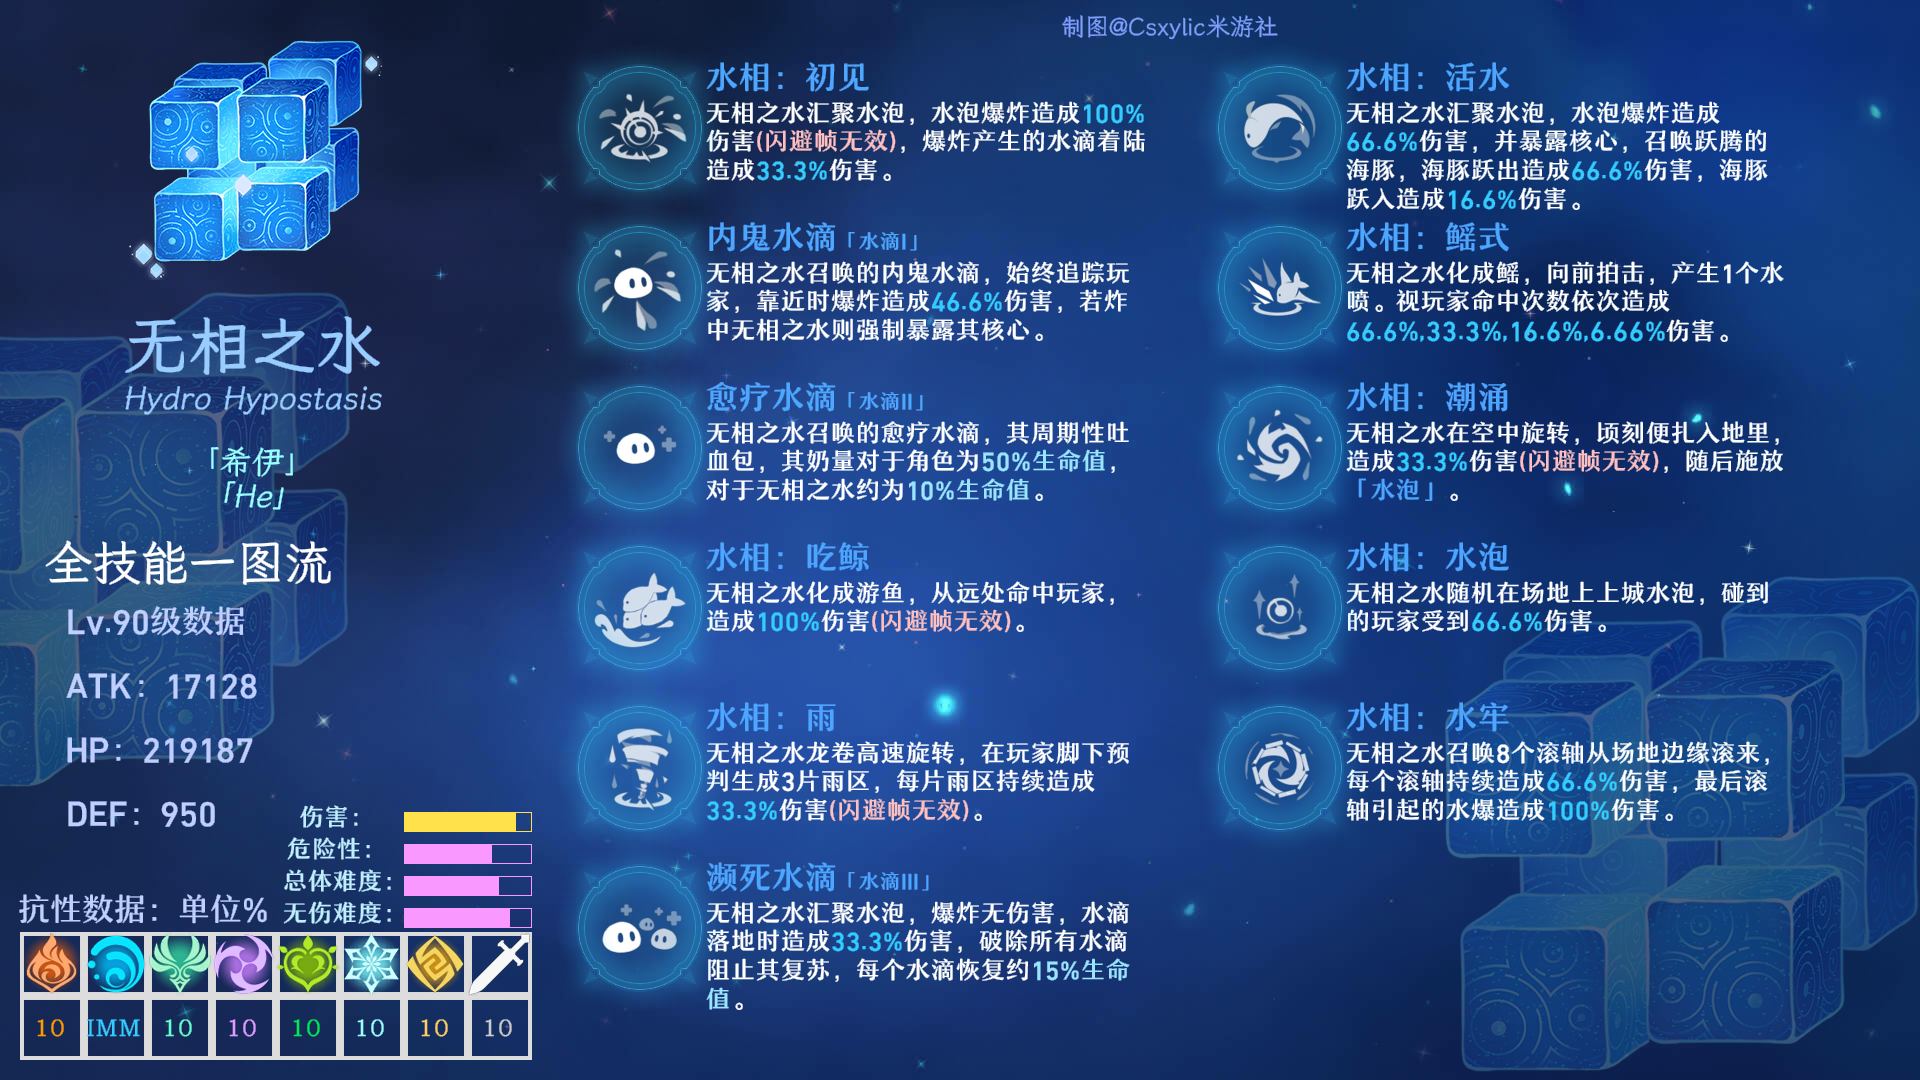 制图@Csxylic米游社
无相之水
Hydro Hypostasis
「希伊」
「He」
全技能一图流
Lv.90级数据
ATK：17128
HP：219187
DEF：950
伤害：
危险性：
总体难度：
无伤难度：
抗性数据：单位%
10 IMM 10 10 10 10 10 10
水相：初见
无相之水汇聚水泡，水泡爆炸造成100%
伤害(闪避帧无效)，爆炸产生的水滴着陆
造成33.3%伤害。
内鬼水滴「水滴I」
无相之水召唤的内鬼水滴，始终追踪玩
家，靠近时爆炸造成46.6%伤害，若炸
中无相之水则强制暴露其核心。
愈疗水滴「水滴II」
无相之水召唤的愈疗水滴，其周期性吐
血包，其奶量对于角色为50%生命值，
对于无相之水约为10%生命值。
水相：吃鲸
无相之水化成游鱼，从远处命中玩家，
造成100%伤害(闪避帧无效)。
水相：雨
无相之水龙卷高速旋转，在玩家脚下预
判生成3片雨区，每片雨区持续造成
33.3%伤害(闪避帧无效)。
濒死水滴「水滴III」
无相之水汇聚水泡，爆炸无伤害，水滴
落地时造成33.3%伤害，破除所有水滴
阻止其复苏，每个水滴恢复约15%生命
值。
水相：活水
无相之水汇聚水泡，水泡爆炸造成
66.6%伤害，并暴露核心，召唤跃腾的
海豚，海豚跃出造成66.6%伤害，海豚
跃入造成16.6%伤害。
水相：鳐式
无相之水化成鳐，向前拍击，产生1个水
喷。视玩家命中次数依次造成
66.6%,33.3%,16.6%,6.66%伤害。
水相：潮涌
无相之水在空中旋转，顷刻便扎入地里，
造成33.3%伤害(闪避帧无效)，随后施放
「水泡」。
水相：水泡
无相之水随机在场地上上城水泡，碰到
的玩家受到66.6%伤害。
水相：水牢
无相之水召唤8个滚轴从场地边缘滚来，
每个滚轴持续造成66.6%伤害，最后滚
轴引起的水爆造成100%伤害。